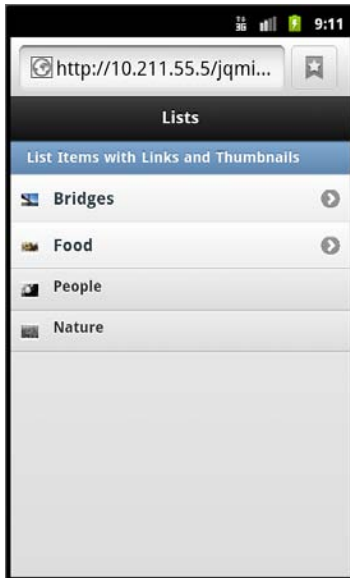 3G 9:11
http://10.211.55.5/jqmi...
Lists
List Items with Links and Thumbnails
Bridges
Food
People
Nature